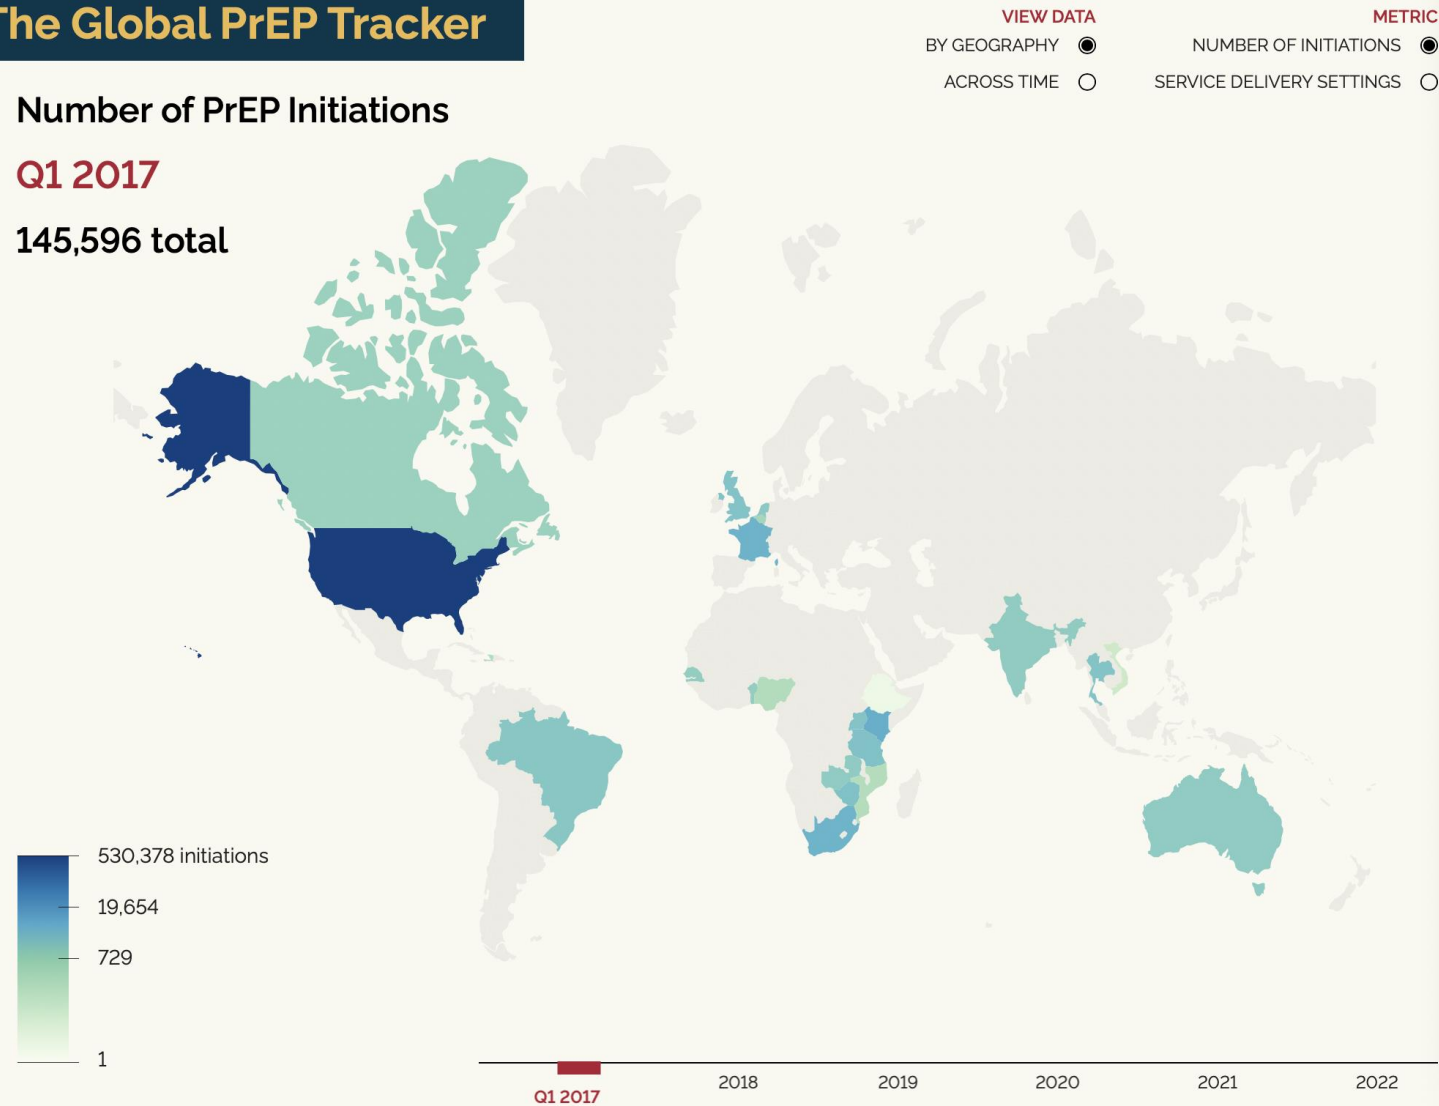 The Global PrEP Tracker
VIEW DATA
BY GEOGRAPHY
ACROSS TIME
METRIC
NUMBER OF INITIATIONS
SERVICE DELIVERY SETTINGS
Number of PrEP Initiations
Q1 2017
145,596 total
530,378 initiations
19,654
729
1
Q1 2017
2018
2019
2020
2021
2022